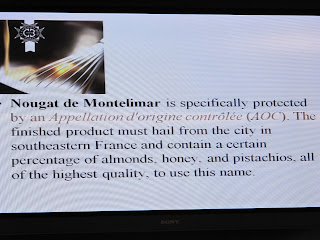 CB
• Nougat de Montelimar is specifically protected
by an Appellation d'origine contrôlée (AOC). The
finished product must hail from the city in
southeastern France and contain a certain
percentage of almonds, honey, and pistachios, all
of the highest quality, to use this name.
SONY